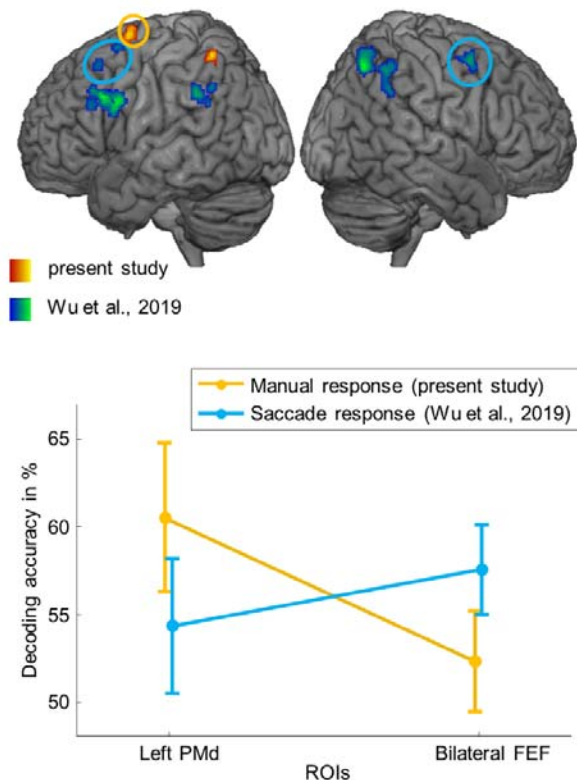 present study
Wu et al., 2019
Manual response (present study)
Saccade response (Wu et al., 2019)
Decoding accuracy in %
65
60
55
50
Left PMd
Bilateral FEF
ROIs